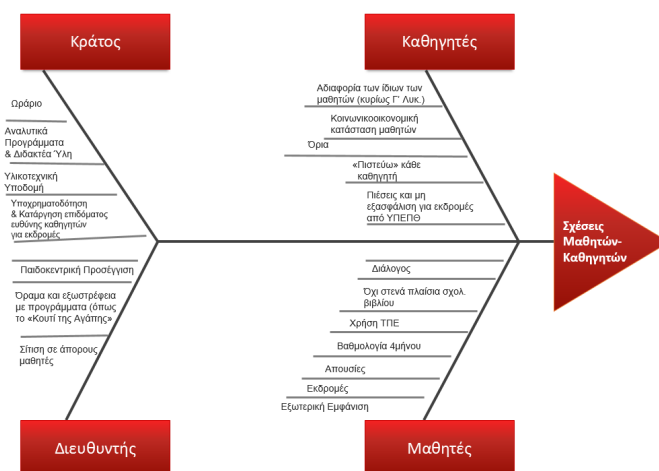 Κράτος
Καθηγητές
Ωράριο
Αναλυτικά
Προγράμματα
& Διδακτέα Ύλη
Υλικοτεχνική
Υποδομή
Υποχρηματοδότηση
& Κατάργηση επιδόματος
ευθύνης καθηγητών
για εκδρομές
Αδιαφορία των ίδιων των
μαθητών (κυρίως Γ΄ Λυκ.)
Κοινωνικοοικονομική
κατάσταση μαθητών
Όρια
«Πιστεύω» κάθε
καθηγητή
Πιέσεις και μη
εξασφάλιση για εκδρομές
από ΥΠΕΠΘ
Σχέσεις
Μαθητών-
Καθηγητών
Παιδοκεντρική Προσέγγιση
Όραμα και εξωστρέφεια
με προγράμματα (όπως
το «Κουτί της Αγάπης»
Σίτιση σε άπορους
μαθητές
Διάλογος
Όχι στενά πλαίσια σχολ.
βιβλίου
Χρήση ΤΠΕ
Βαθμολογία 4μήνου
Απουσίες
Εκδρομές
Εξωτερική Εμφάνιση
Διευθυντής
Μαθητές